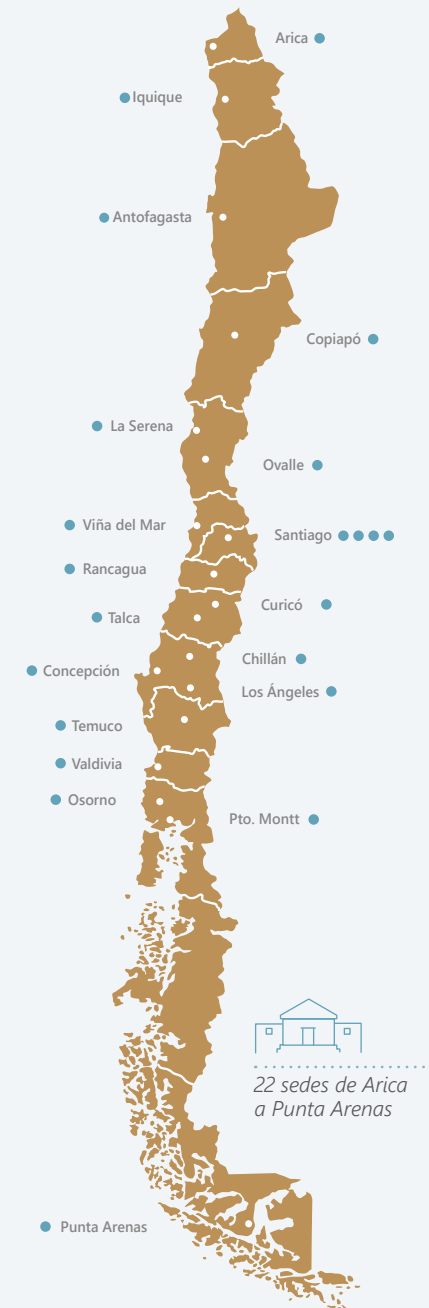 Arica
Iquique
Antofagasta
Copiapó
La Serena
Ovalle
Viña del Mar
Santiago
Rancagua
Curicó
Talca
Chillán
Concepción
Los Ángeles
Temuco
Valdivia
Osorno
Pto. Montt
22 sedes de Arica
a Punta Arenas
Punta Arenas